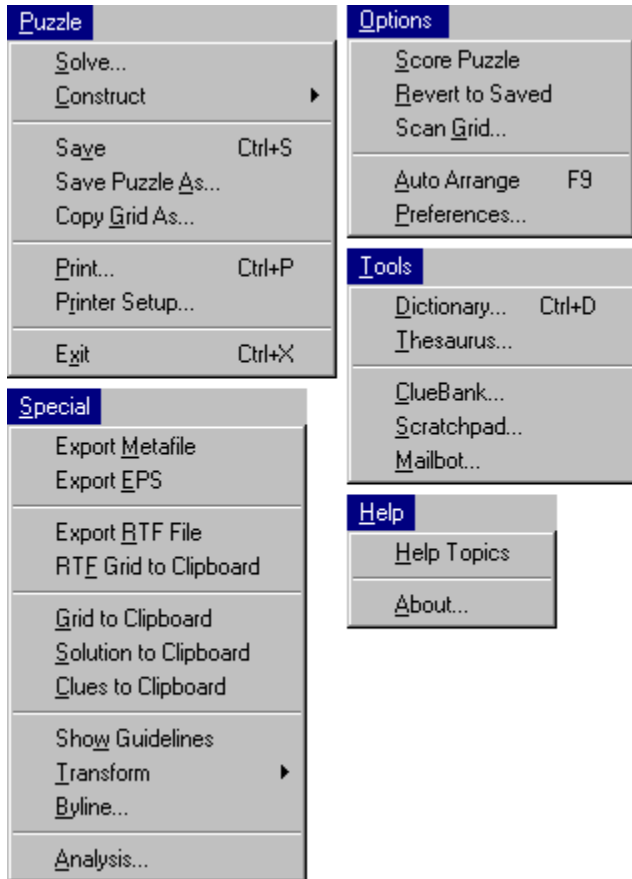 Puzzle
Solve...
Construct
Save Ctrl+S
Save Puzzle As...
Copy Grid As...
Print... Ctrl+P
Printer Setup...
Exit Ctrl+X
Special
Export Metafile
Export EPS
Export RTF File
RTF Grid to Clipboard
Grid to Clipboard
Solution to Clipboard
Clues to Clipboard
Show Guidelines
Transform
Byline...
Analysis...
Options
Score Puzzle
Revert to Saved
Scan Grid...
Auto Arrange F9
Preferences...
Tools
Dictionary... Ctrl+D
Thesaurus...
ClueBank...
Scratchpad...
Mailbot...
Help
Help Topics
About...